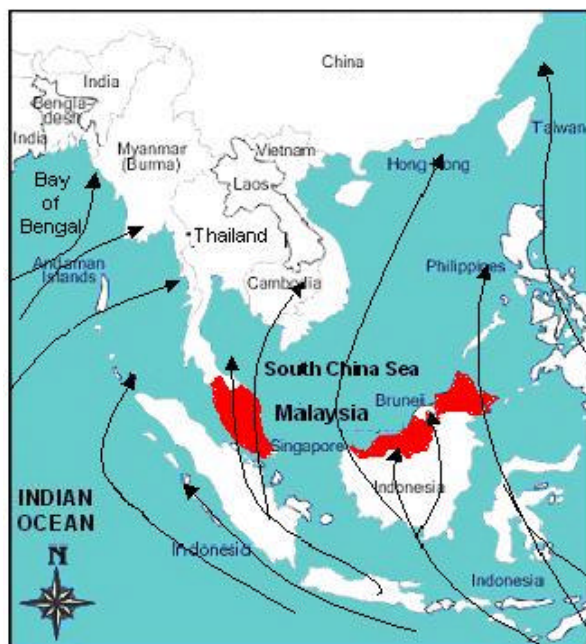 China
India
Bengla-
desh
India
Myanmar
(Burma)
Vietnam
Hong Kong
Taiwan
Laos
Bay
of
Bengal
Thailand
Andaman
Islands
Cambodia
Philippines
South China Sea
Malaysia
Brunei
Singapore
Indonesia
INDIAN
OCEAN
N
Indonesia
Indonesia